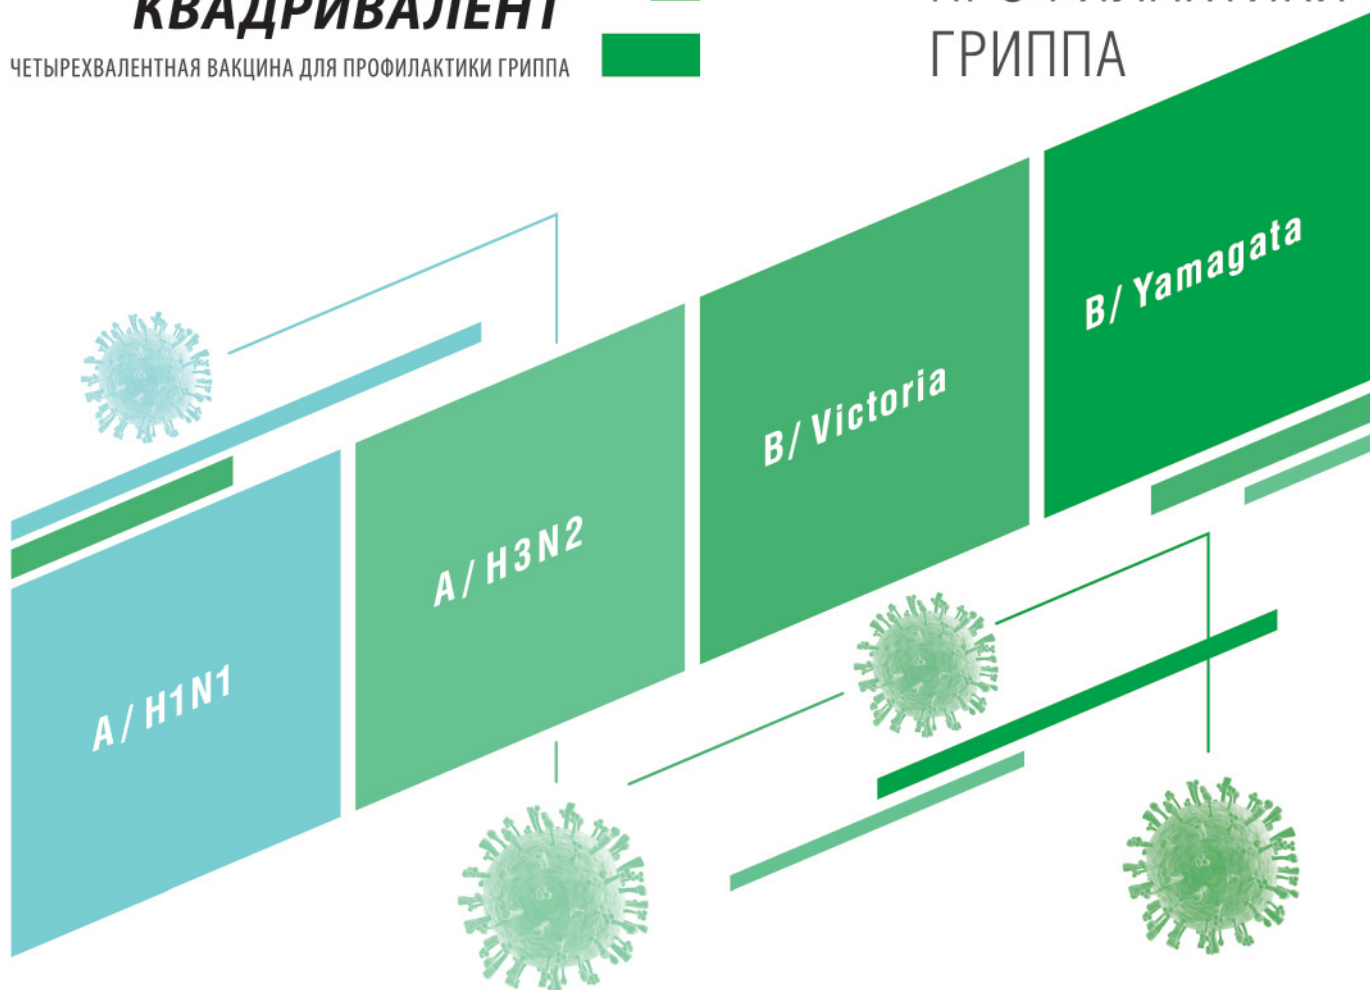 КВАДРИВАЛЕНТ
ЧЕТЫРЕХВАЛЕНТНАЯ ВАКЦИНА ДЛЯ ПРОФИЛАКТИКИ ГРИППА
ГРИППА
B/ Yamagata
B/ Victoria
A/ H3N2
A/ H1N1